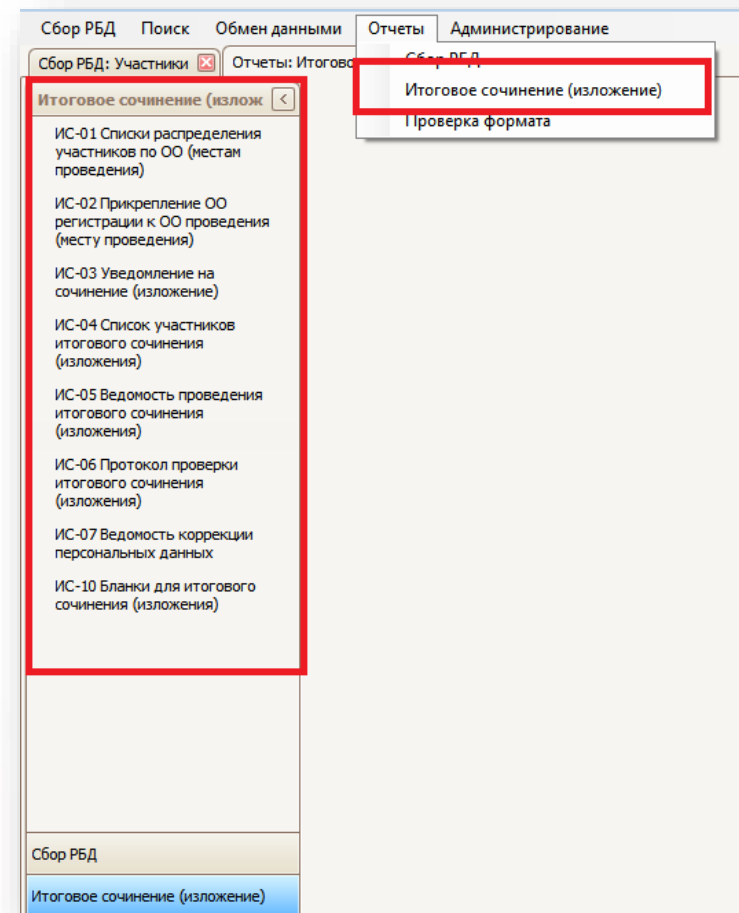 Сбор РБД Поиск Обмен данными Отчеты Администрирование
Сбор РБД: Участники Отчеты: Итогово
Сбор РБД
Итоговое сочинение (изложение)
Проверка формата
Итоговое сочинение (излож
ИС-01 Списки распределения
участников по ОО (местам
проведения)
ИС-02 Прикрепление ОО
регистрации к ОО проведения
(месту проведения)
ИС-03 Уведомление на
сочинение (изложение)
ИС-04 Список участников
итогового сочинения
(изложения)
ИС-05 Ведомость проведения
итогового сочинения
(изложения)
ИС-06 Протокол проверки
итогового сочинения
(изложения)
ИС-07 Ведомость коррекции
персональных данных
ИС-10 Бланки для итогового
сочинения (изложения)
Сбор РБД
Итоговое сочинение (изложение)